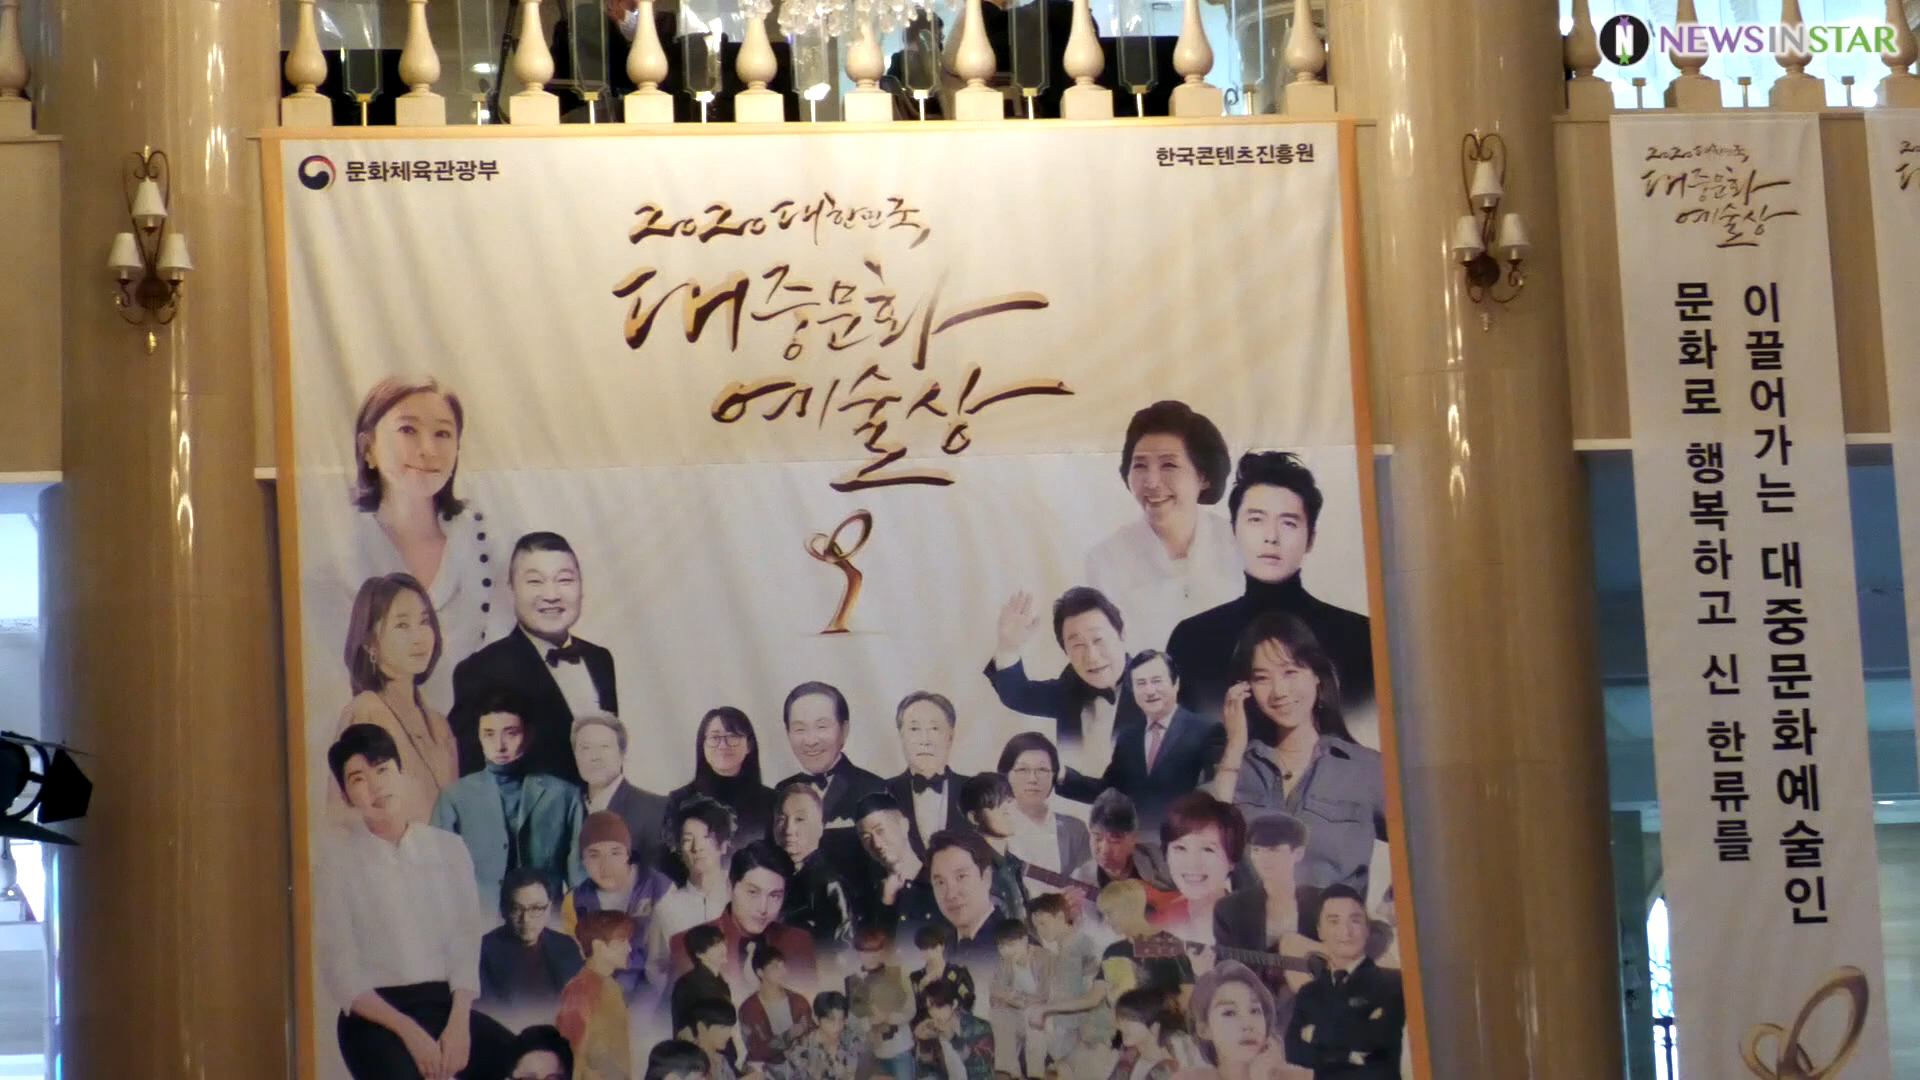 NEWSINSTAR
문화체육관광부
한국콘텐츠진흥원
2020 대한민국
대중문화
예술상
2020 대한민국
대중문화
예술상
이끌어가는 대중문화예술인
문화로 행복하고 신 한류를